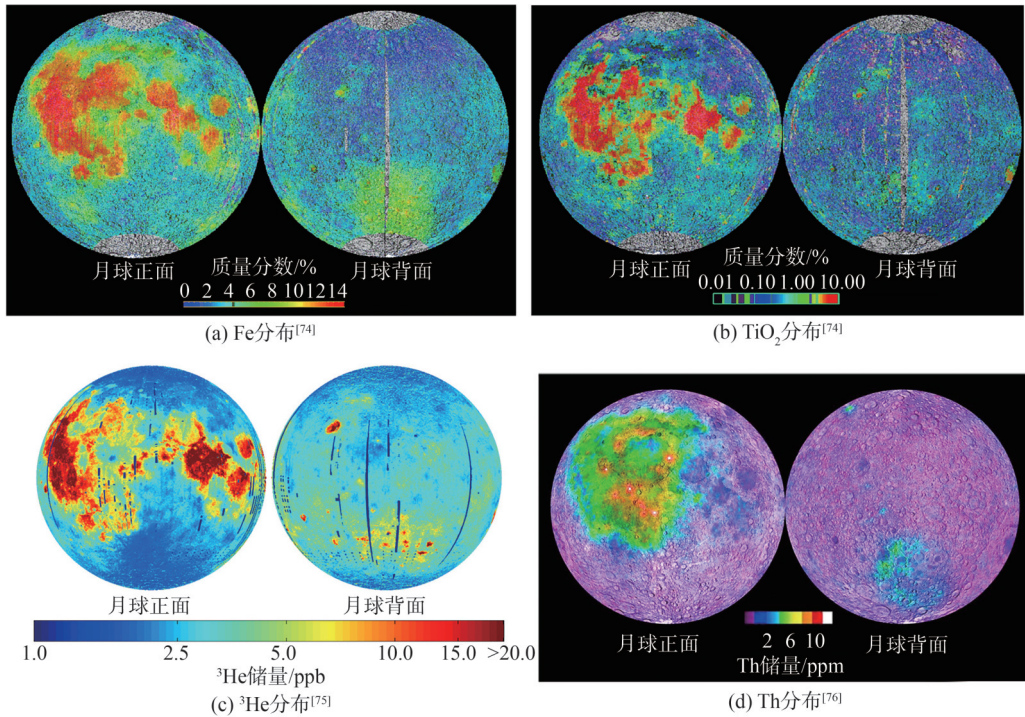 月球正面
质量分数/%
月球背面
0 2 4 6 8 10 12 14
(a) Fe分布[74]
月球正面
质量分数/%
月球背面
0.01 0.10 1.00 10.00
(b) TiO₂分布[74]
月球正面
月球背面
1.0 2.5 5.0 10.0 15.0 >20.0
³He储量/ppb
(c) ³He分布[75]
月球正面
2 6 10
月球背面
Th储量/ppm
(d) Th分布[76]